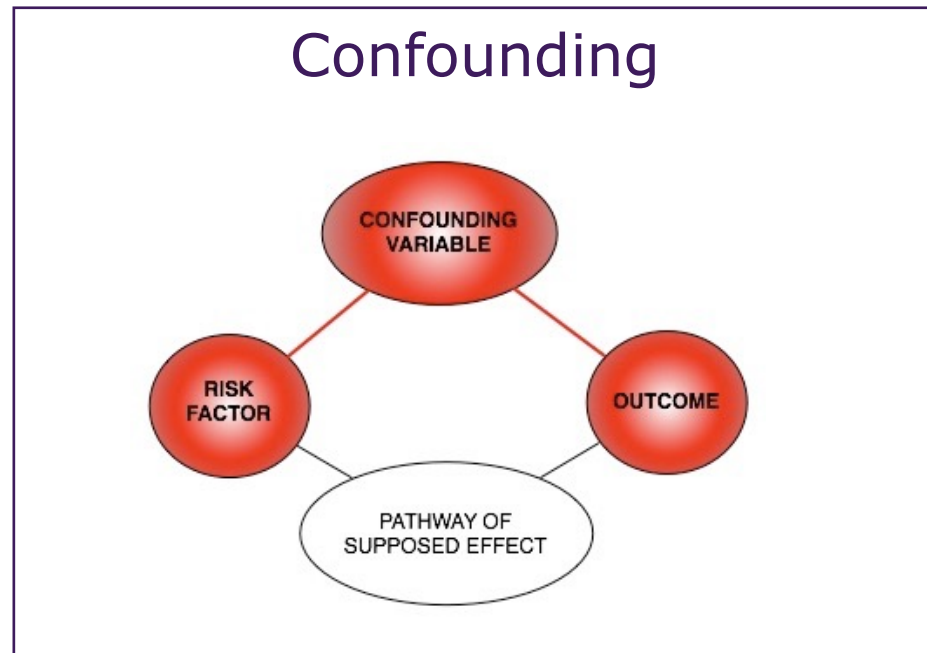 Confounding
CONFOUNDING
VARIABLE
RISK
FACTOR
OUTCOME
PATHWAY OF
SUPPOSED EFFECT